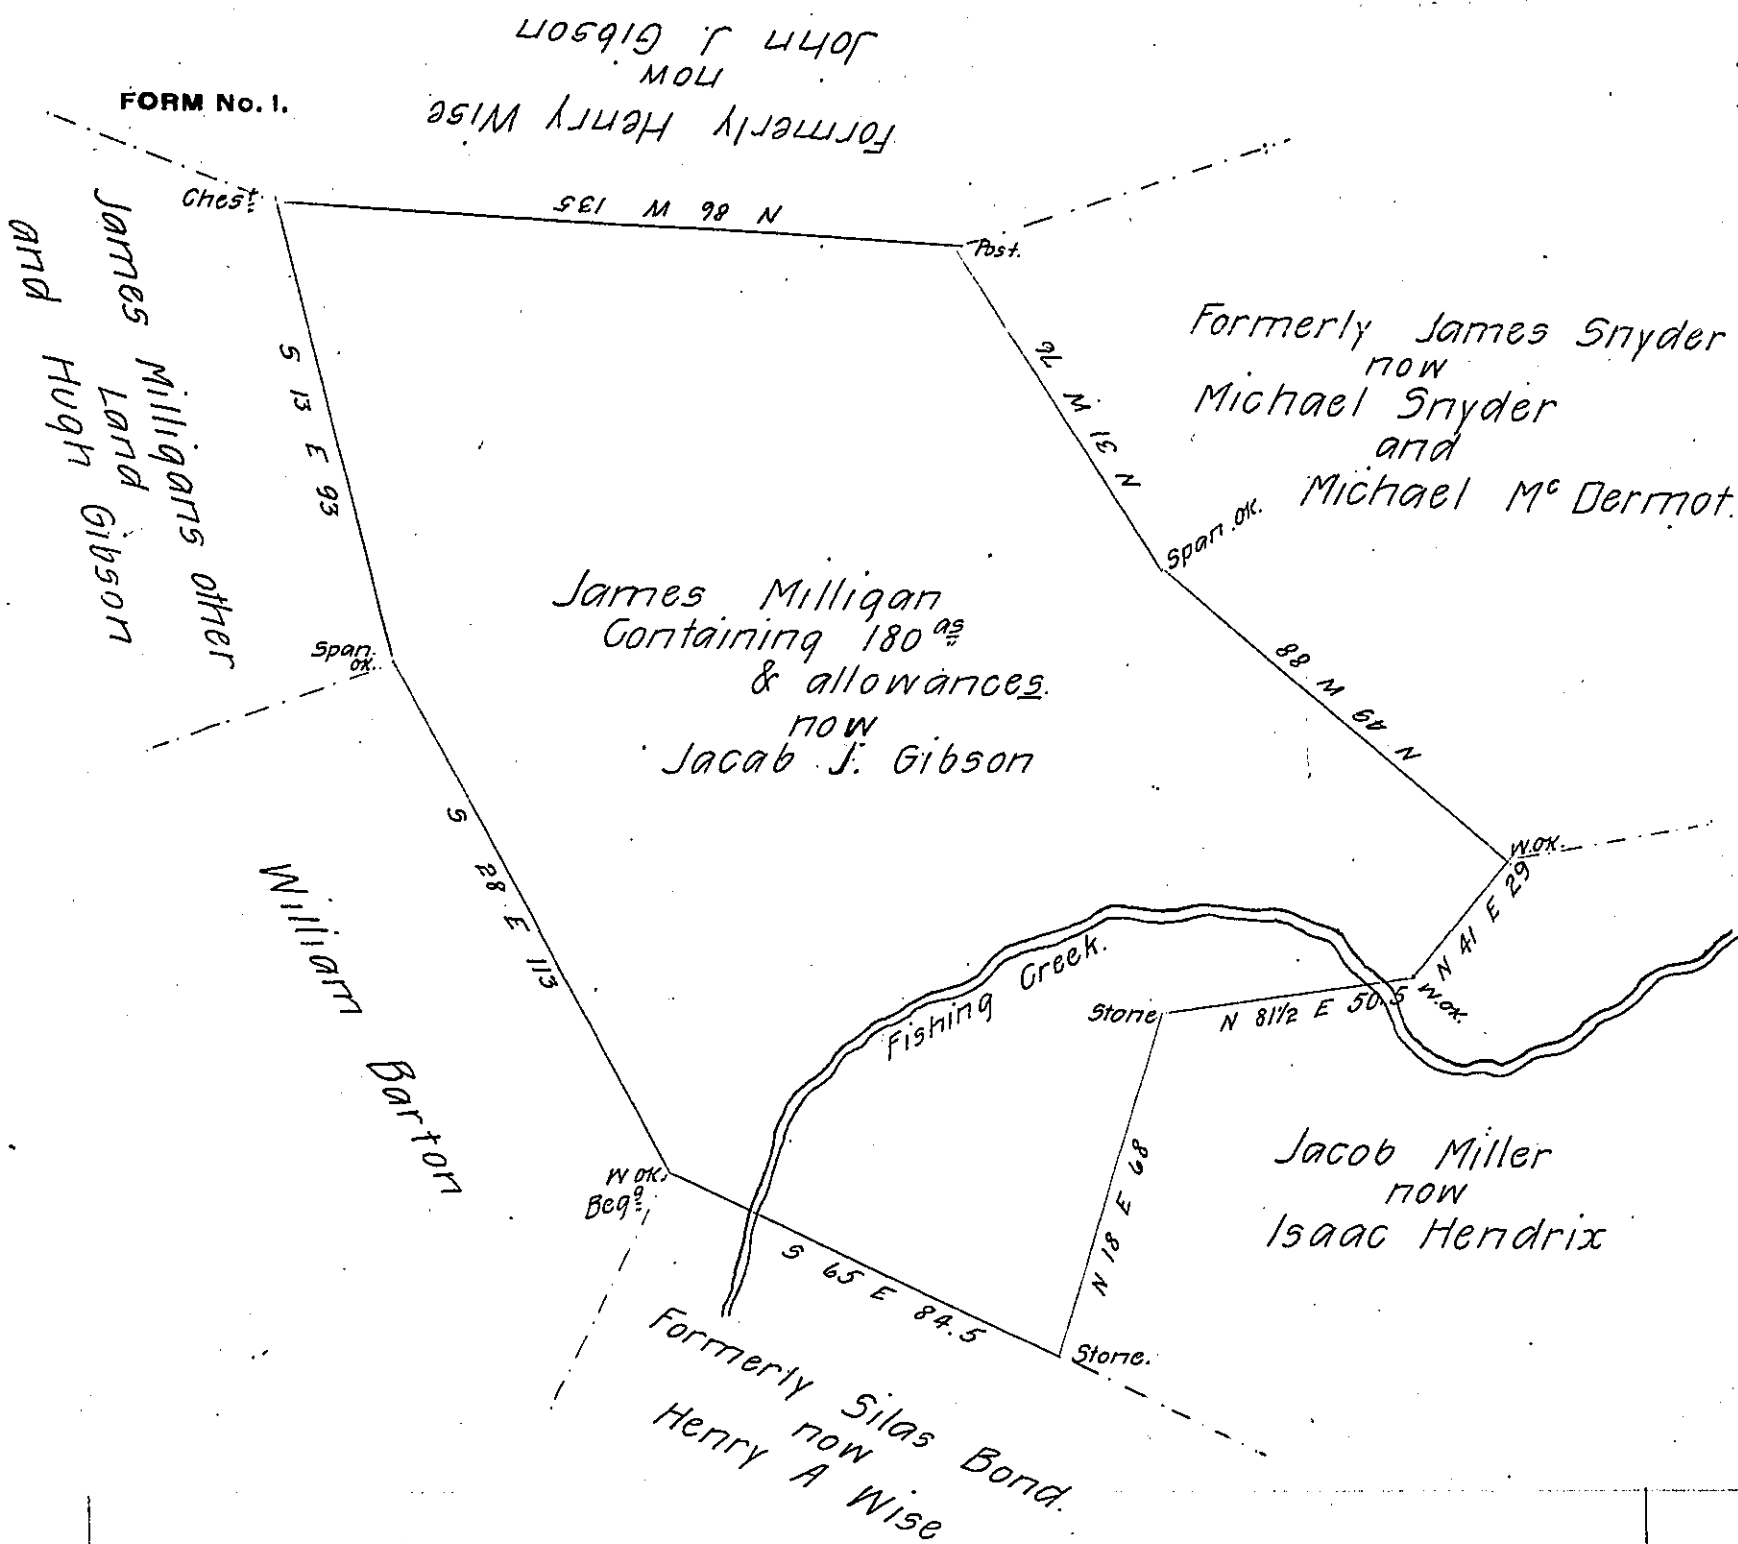 FORM No. 1.
Formerly Henry Wise
now
John J. Gibson
Chest.
N 86 W 135
Post.
James Milligans other
Land
and Hugh Gibson
S 13 E 93
N 31 W 76
Formerly James Snyder
now
Michael Snyder
and
Michael Mc Dermot.
Span. OK.
James Milligan
Containing 180 as
& allowances.
now
Jacab J. Gibson
Span.
OK.
N 49 W 88
S 28 E 113
William Barton
W.OK.
N 41 E 29
Fishing Creek.
Stone
N 81½ E 50.5
W.OK.
N 18 E 68
Jacob Miller
now
Isaac Hendrix
W OK.
Begg
S 65 E 84.5
Stone.
Formerly Silas Bond.
now
Henry A Wise